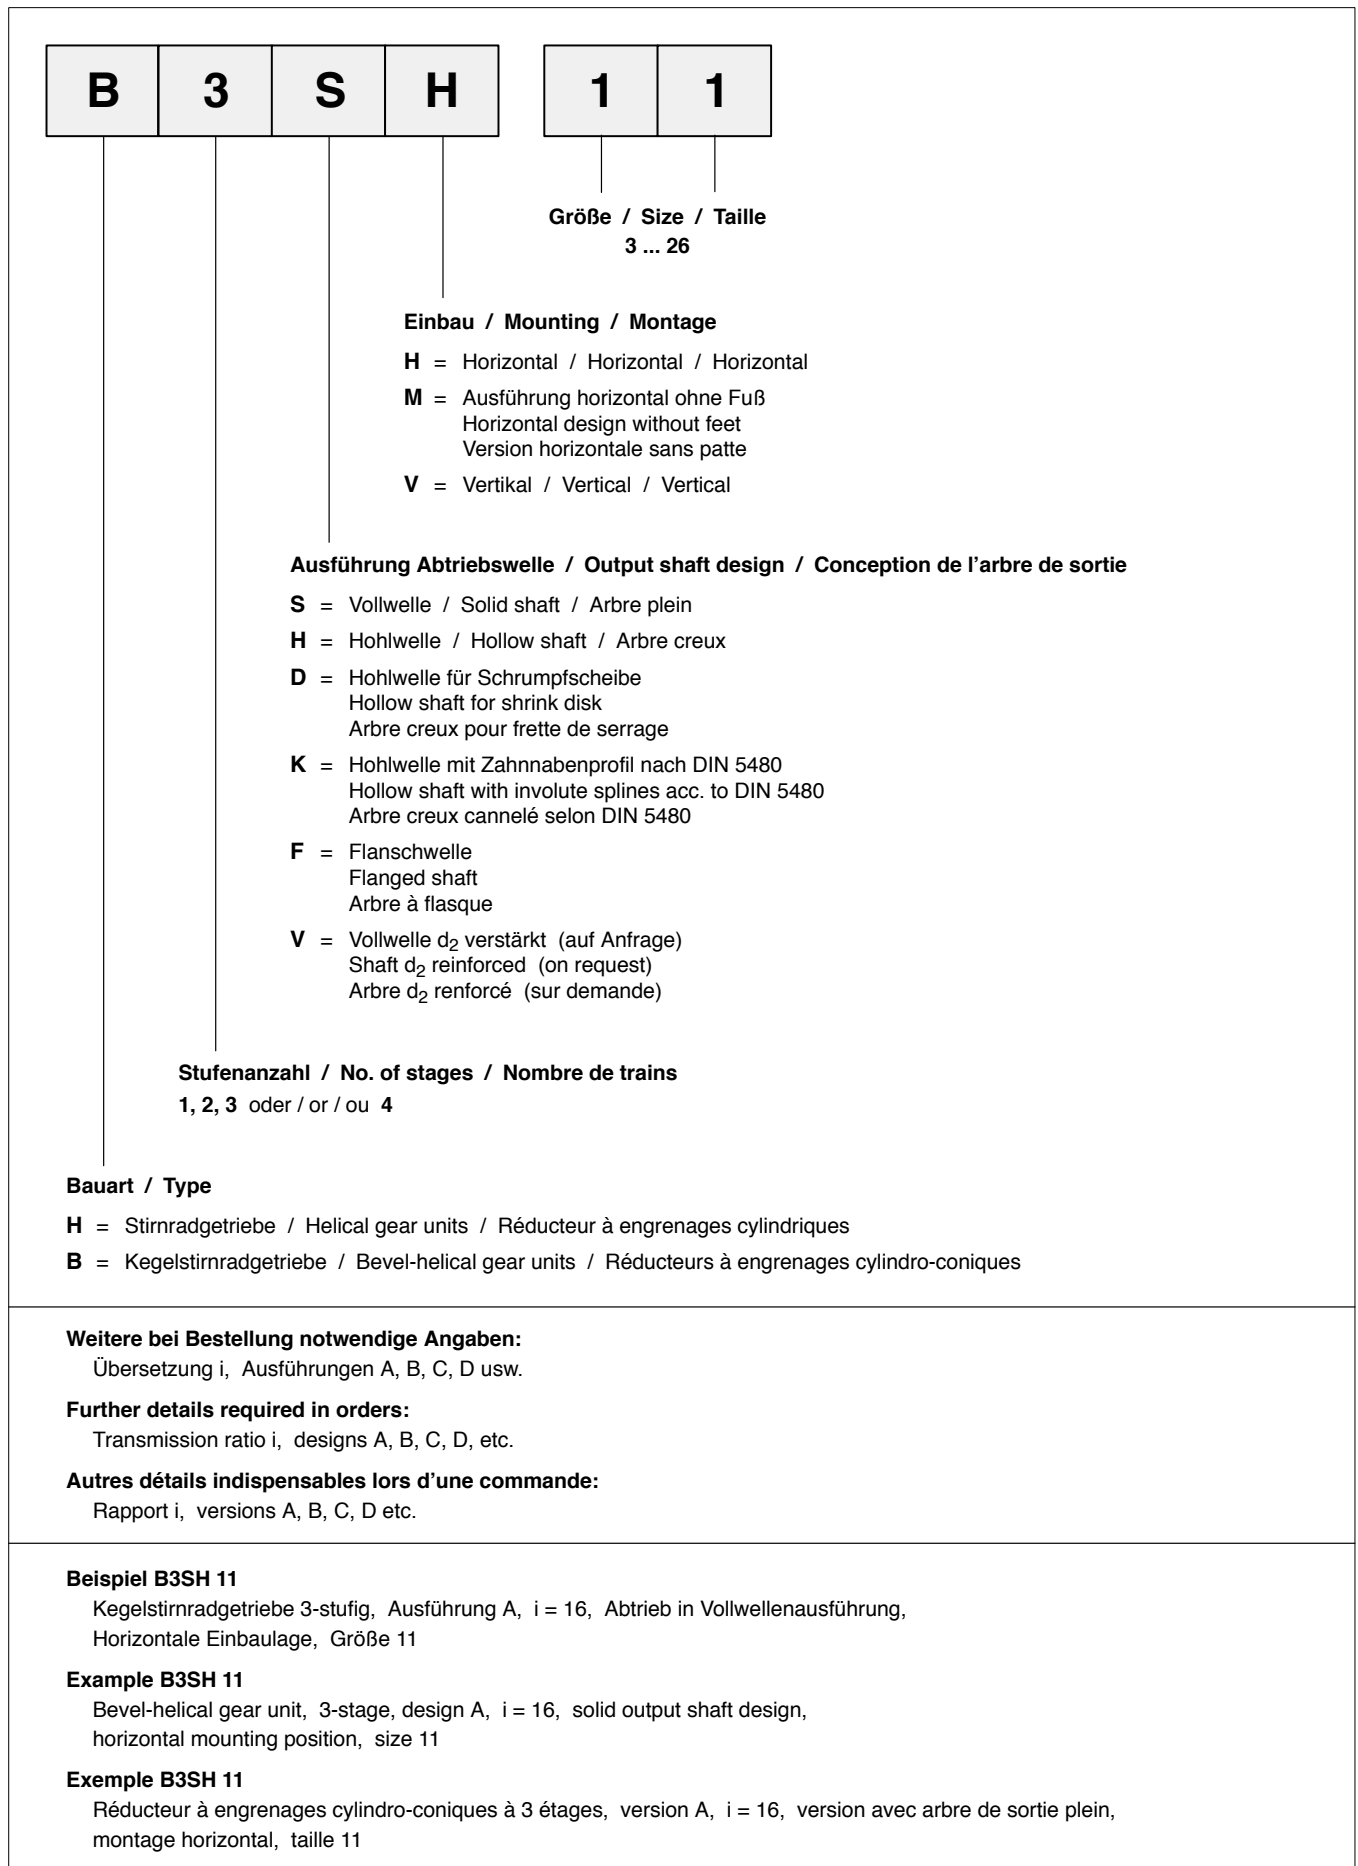 B 3 S H 1 1
Größe / Size / Taille
3 ... 26
Einbau / Mounting / Montage
H = Horizontal / Horizontal / Horizontal
M = Ausführung horizontal ohne Fuß
Horizontal design without feet
Version horizontale sans patte
V = Vertikal / Vertical / Vertical
Ausführung Abtriebswelle / Output shaft design / Conception de l'arbre de sortie
S = Vollwelle / Solid shaft / Arbre plein
H = Hohlwelle / Hollow shaft / Arbre creux
D = Hohlwelle für Schrumpfscheibe
Hollow shaft for shrink disk
Arbre creux pour frette de serrage
K = Hohlwelle mit Zahnnabenprofil nach DIN 5480
Hollow shaft with involute splines acc. to DIN 5480
Arbre creux cannelé selon DIN 5480
F = Flanschwelle
Flanged shaft
Arbre à flasque
V = Vollwelle d2 verstärkt (auf Anfrage)
Shaft d2 reinforced (on request)
Arbre d2 renforcé (sur demande)
Stufenanzahl / No. of stages / Nombre de trains
1, 2, 3 oder / or / ou 4
Bauart / Type
H = Stirnradgetriebe / Helical gear units / Réducteur à engrenages cylindriques
B = Kegelstirnradgetriebe / Bevel-helical gear units / Réducteurs à engrenages cylindro-coniques
Weitere bei Bestellung notwendige Angaben:
Übersetzung i, Ausführungen A, B, C, D usw.
Further details required in orders:
Transmission ratio i, designs A, B, C, D, etc.
Autres détails indispensables lors d'une commande:
Rapport i, versions A, B, C, D etc.
Beispiel B3SH 11
Kegelstirnradgetriebe 3-stufig, Ausführung A, i = 16, Abtrieb in Vollwellenausführung,
Horizontale Einbaulage, Größe 11
Example B3SH 11
Bevel-helical gear unit, 3-stage, design A, i = 16, solid output shaft design,
horizontal mounting position, size 11
Exemple B3SH 11
Réducteur à engrenages cylindro-coniques à 3 étages, version A, i = 16, version avec arbre de sortie plein,
montage horizontal, taille 11